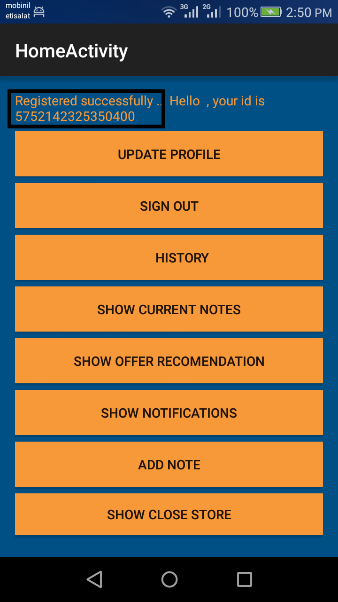 mobinil
etisalat 3G 2G 100% 2:50 PM
HomeActivity
Registered successfully .. Hello , your id is
5752142325350400
UPDATE PROFILE
SIGN OUT
HISTORY
SHOW CURRENT NOTES
SHOW OFFER RECOMENDATION
SHOW NOTIFICATIONS
ADD NOTE
SHOW CLOSE STORE